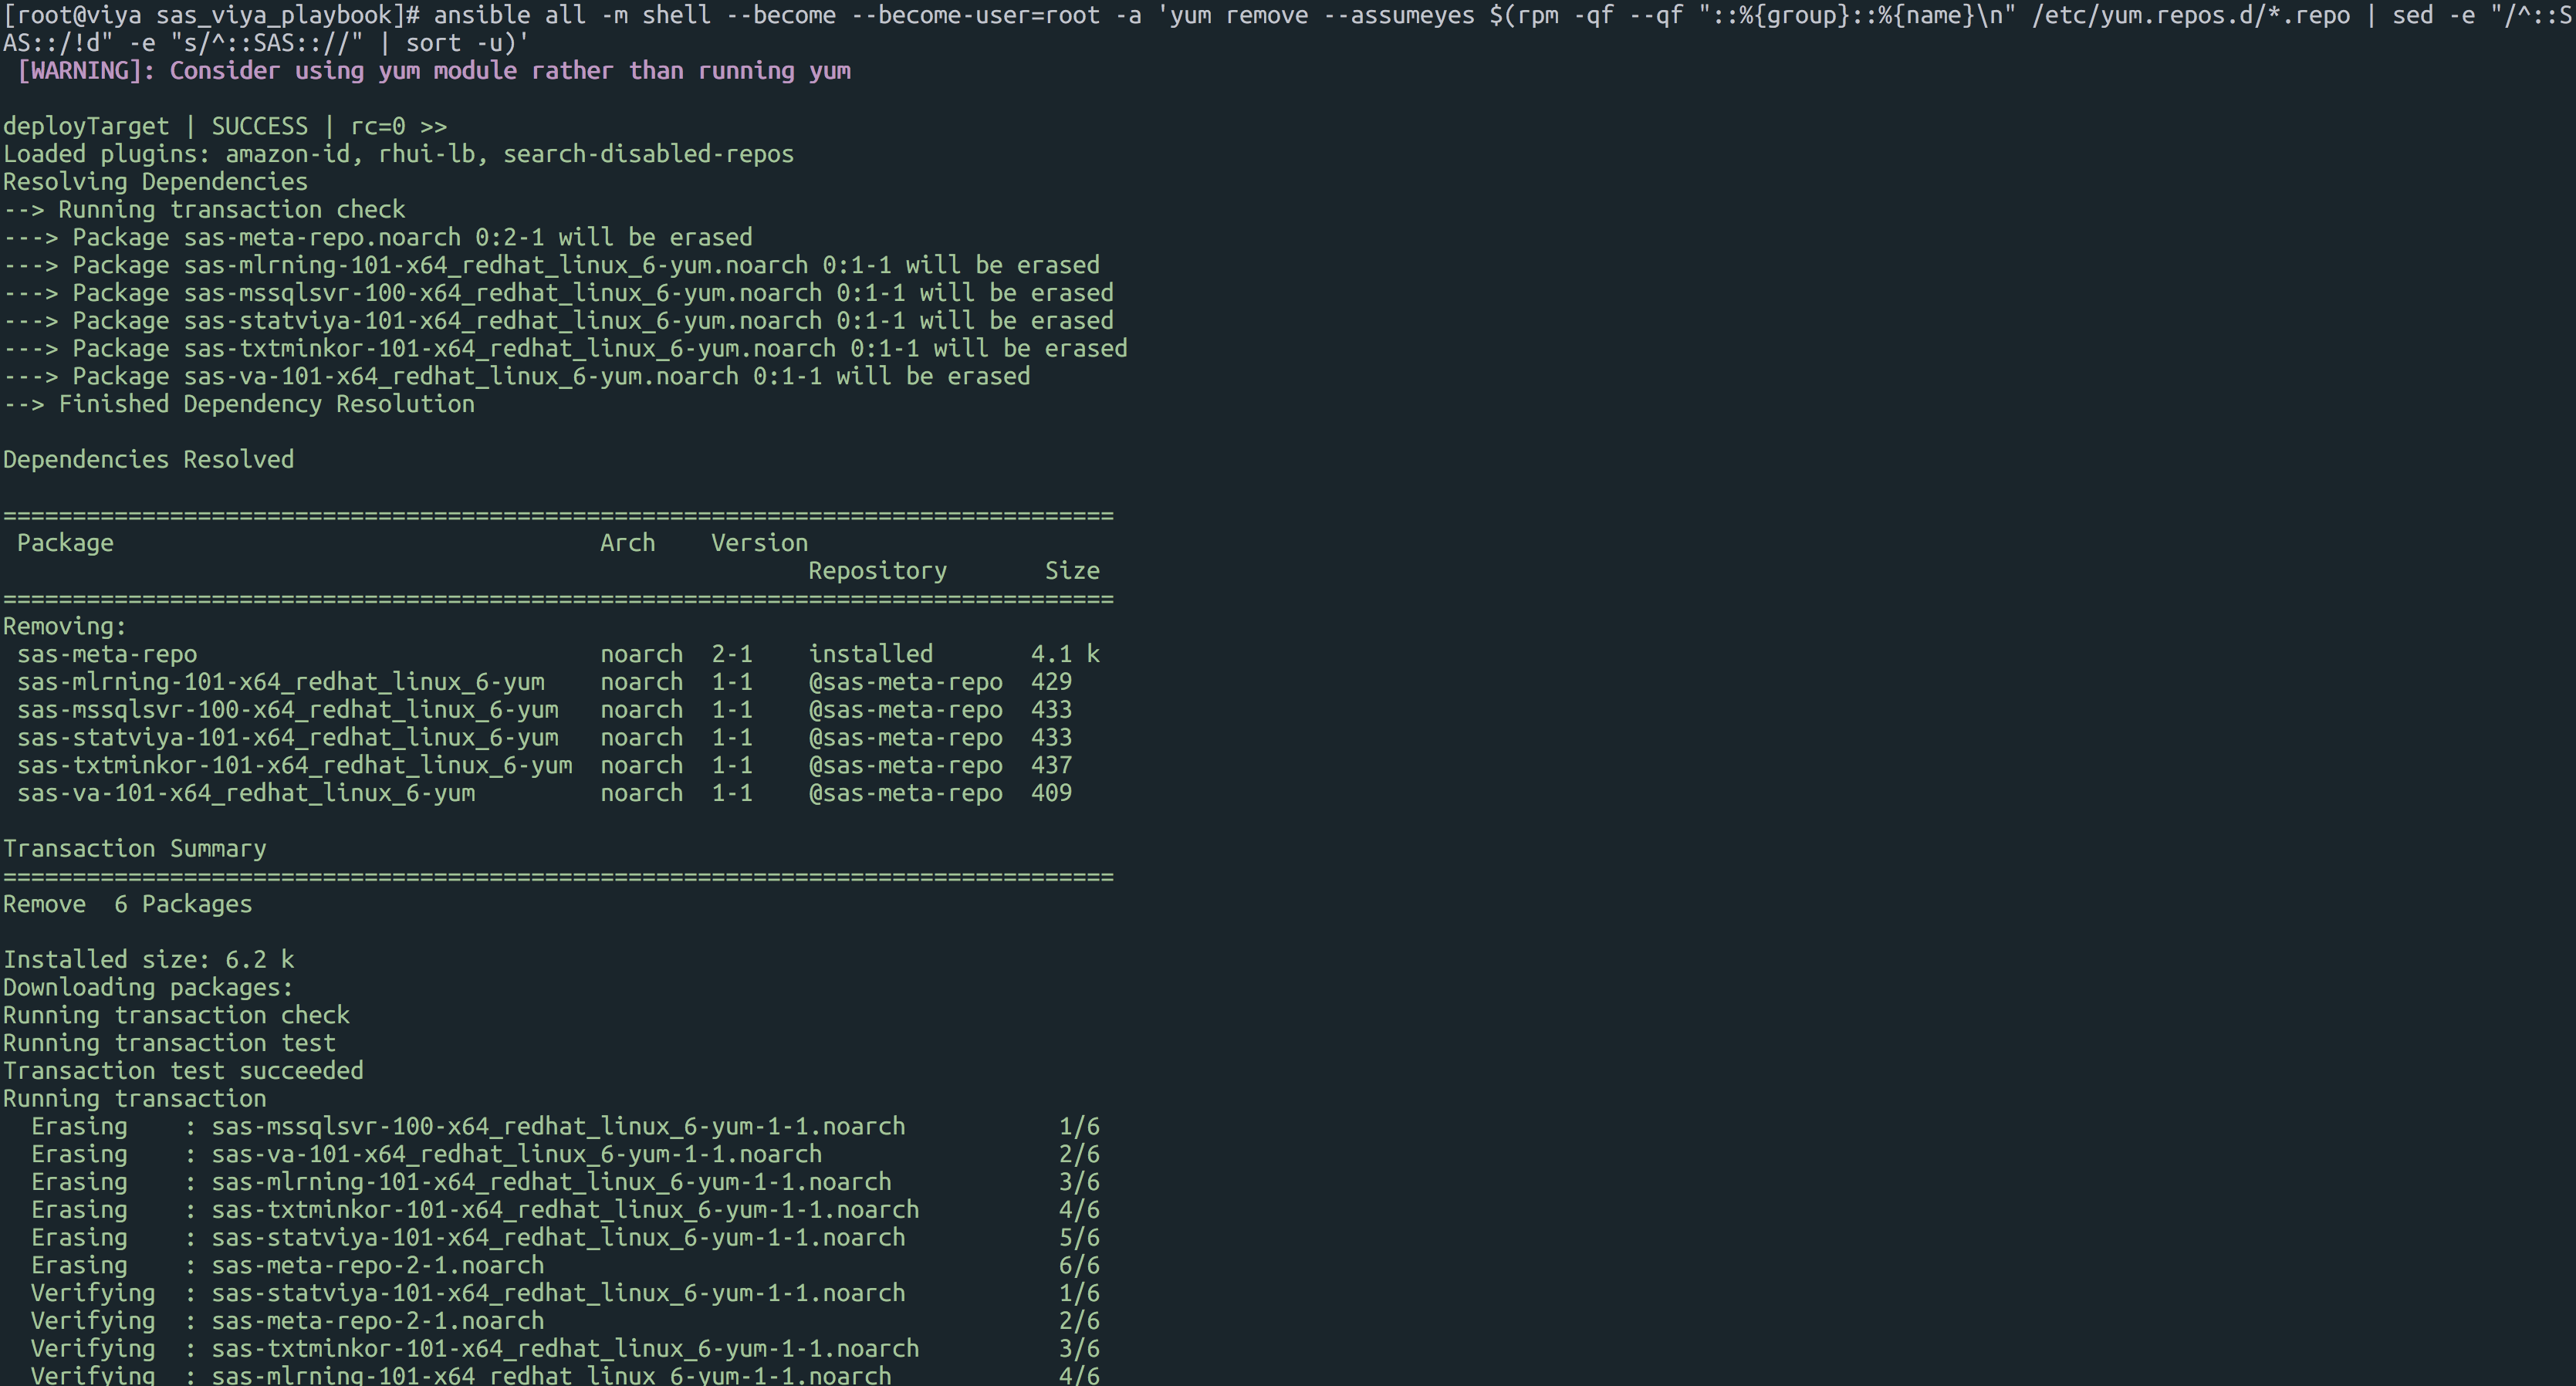 [root@viya sas_viya_playbook]# ansible all -m shell --become --become-user=root -a 'yum remove --assumeyes $(rpm -qf --qf "::%{group}::%{name}\n" /etc/yum.repos.d/*.repo | sed -e "/^::S
AS::/!d" -e "s/^::SAS:://" | sort -u)'
[WARNING]: Consider using yum module rather than running yum
deployTarget | SUCCESS | rc=0 >>
Loaded plugins: amazon-id, rhui-lb, search-disabled-repos
Resolving Dependencies
--> Running transaction check
---> Package sas-meta-repo.noarch 0:2-1 will be erased
---> Package sas-mlrning-101-x64_redhat_linux_6-yum.noarch 0:1-1 will be erased
---> Package sas-mssqlsvr-100-x64_redhat_linux_6-yum.noarch 0:1-1 will be erased
---> Package sas-statviya-101-x64_redhat_linux_6-yum.noarch 0:1-1 will be erased
---> Package sas-txtminkor-101-x64_redhat_linux_6-yum.noarch 0:1-1 will be erased
---> Package sas-va-101-x64_redhat_linux_6-yum.noarch 0:1-1 will be erased
--> Finished Dependency Resolution
Dependencies Resolved
================================================================================
Package Arch Version
Repository Size
================================================================================
Removing:
sas-meta-repo noarch 2-1 installed 4.1 k
sas-mlrning-101-x64_redhat_linux_6-yum noarch 1-1 @sas-meta-repo 429
sas-mssqlsvr-100-x64_redhat_linux_6-yum noarch 1-1 @sas-meta-repo 433
sas-statviya-101-x64_redhat_linux_6-yum noarch 1-1 @sas-meta-repo 433
sas-txtminkor-101-x64_redhat_linux_6-yum noarch 1-1 @sas-meta-repo 437
sas-va-101-x64_redhat_linux_6-yum noarch 1-1 @sas-meta-repo 409
Transaction Summary
================================================================================
Remove 6 Packages
Installed size: 6.2 k
Downloading packages:
Running transaction check
Running transaction test
Transaction test succeeded
Running transaction
Erasing : sas-mssqlsvr-100-x64_redhat_linux_6-yum-1-1.noarch 1/6
Erasing : sas-va-101-x64_redhat_linux_6-yum-1-1.noarch 2/6
Erasing : sas-mlrning-101-x64_redhat_linux_6-yum-1-1.noarch 3/6
Erasing : sas-txtminkor-101-x64_redhat_linux_6-yum-1-1.noarch 4/6
Erasing : sas-statviya-101-x64_redhat_linux_6-yum-1-1.noarch 5/6
Erasing : sas-meta-repo-2-1.noarch 6/6
Verifying : sas-statviya-101-x64_redhat_linux_6-yum-1-1.noarch 1/6
Verifying : sas-meta-repo-2-1.noarch 2/6
Verifying : sas-txtminkor-101-x64_redhat_linux_6-yum-1-1.noarch 3/6
Verifying : sas-mlrning-101-x64_redhat_linux_6-yum-1-1.noarch 4/6